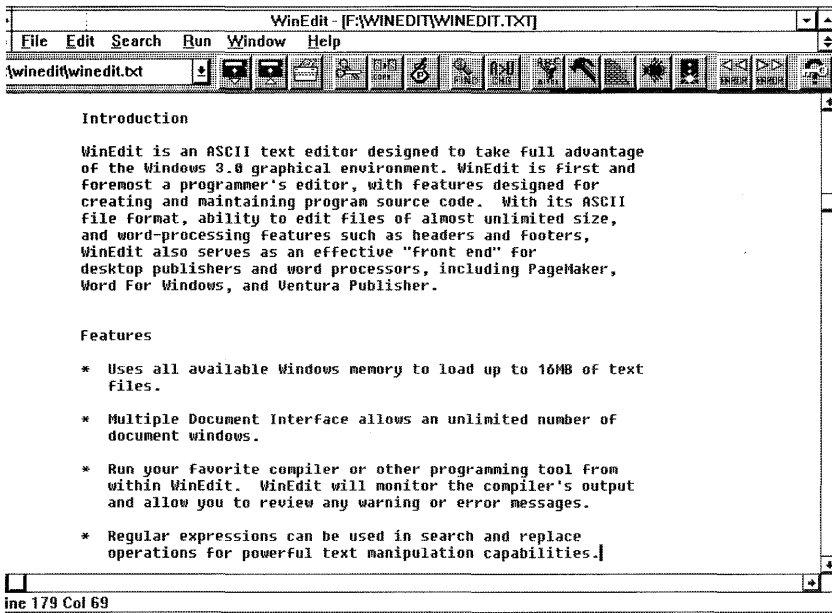 WinEdit - [F:\WINEDIT\WINEDIT.TXT]
File Edit Search Run Window Help
\winedit\winedit.txt
FIND
ERROR ERROR
Introduction
WinEdit is an ASCII text editor designed to take full advantage
of the Windows 3.0 graphical environment. WinEdit is first and
foremost a programmer's editor, with features designed for
creating and maintaining program source code. With its ASCII
file format, ability to edit files of almost unlimited size,
and word-processing features such as headers and footers,
WinEdit also serves as an effective "front end" for
desktop publishers and word processors, including PageMaker,
Word For Windows, and Ventura Publisher.
Features
* Uses all available Windows memory to load up to 16MB of text
files.
* Multiple Document Interface allows an unlimited number of
document windows.
* Run your favorite compiler or other programming tool from
within WinEdit. WinEdit will monitor the compiler's output
and allow you to review any warning or error messages.
* Regular expressions can be used in search and replace
operations for powerful text manipulation capabilities.
ine 179 Col 69